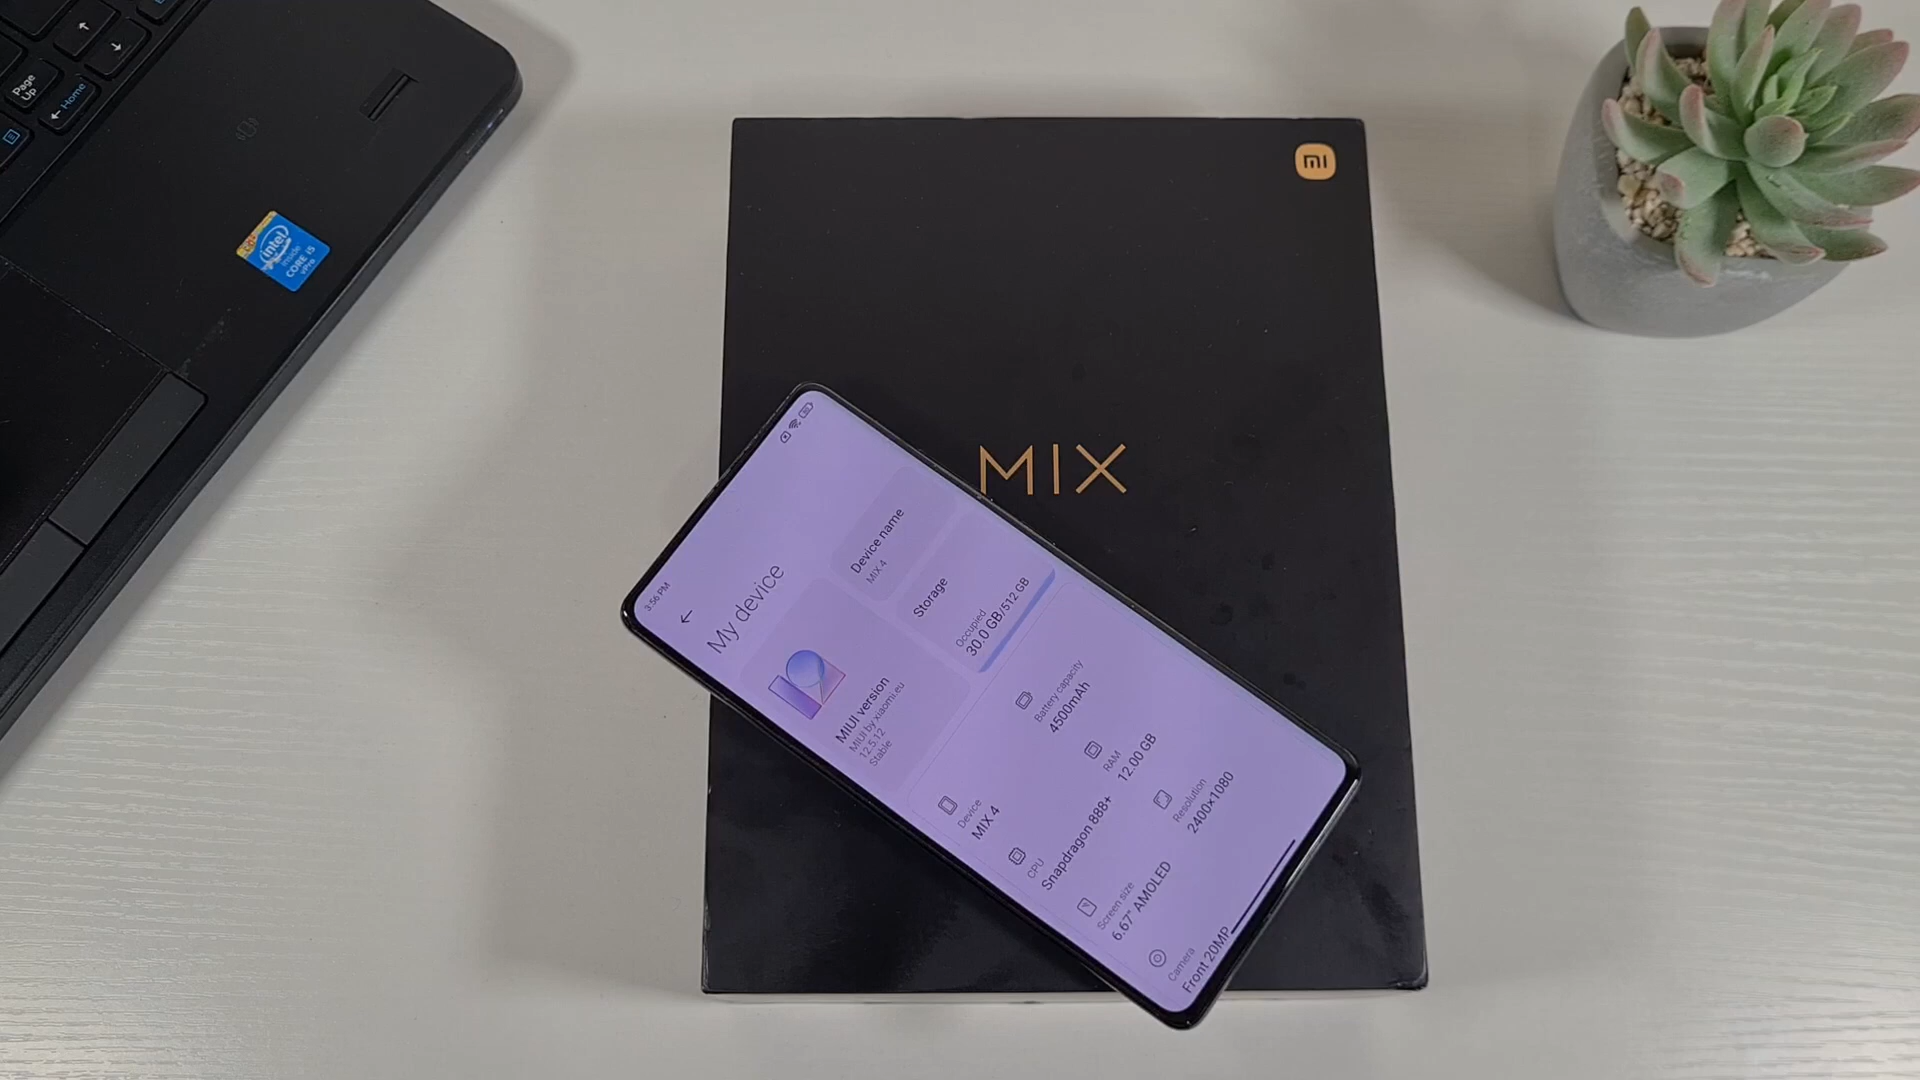 Page
Up
Home
intel
inside
CORE i5
vPro
mi
MIX
3:56 PM
My device
MIUI version
MIUI by xiaomi.eu
12.5.12
Stable
Device name
MIX 4
Storage
Occupied
30.0 GB/512 GB
Device
MIX 4
Battery capacity
4500mAh
CPU
Snapdragon 888+
RAM
12.00 GB
Screen size
6.67" AMOLED
Resolution
2400×1080
Camera
Front 20MP